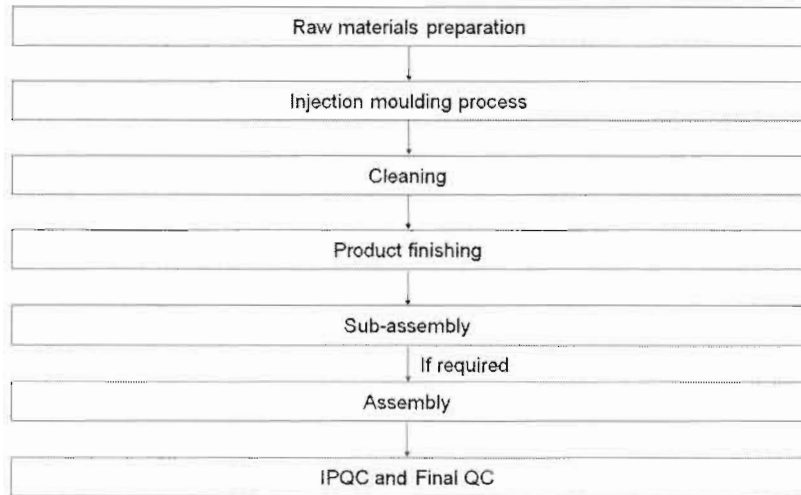 Raw materials preparation
Injection moulding process
Cleaning
Product finishing
Sub-assembly
If required
Assembly
IPQC and Final QC